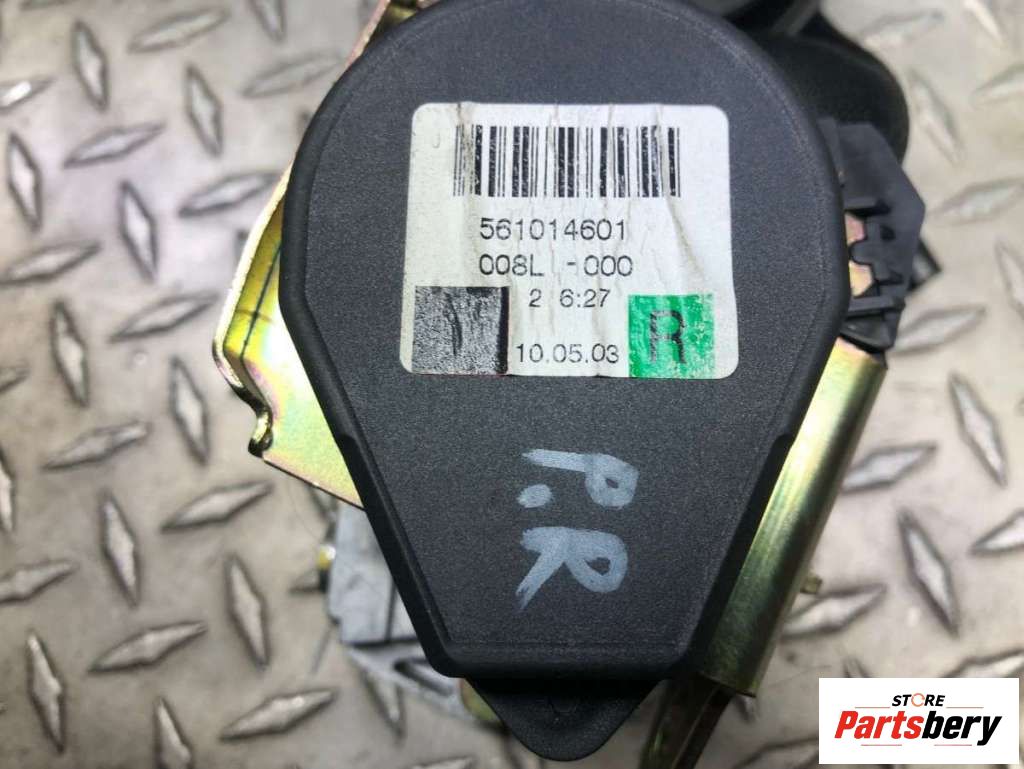 561014601
008L -000
2 6:27
10.05.03 R
P.R
STORE
Partsbery